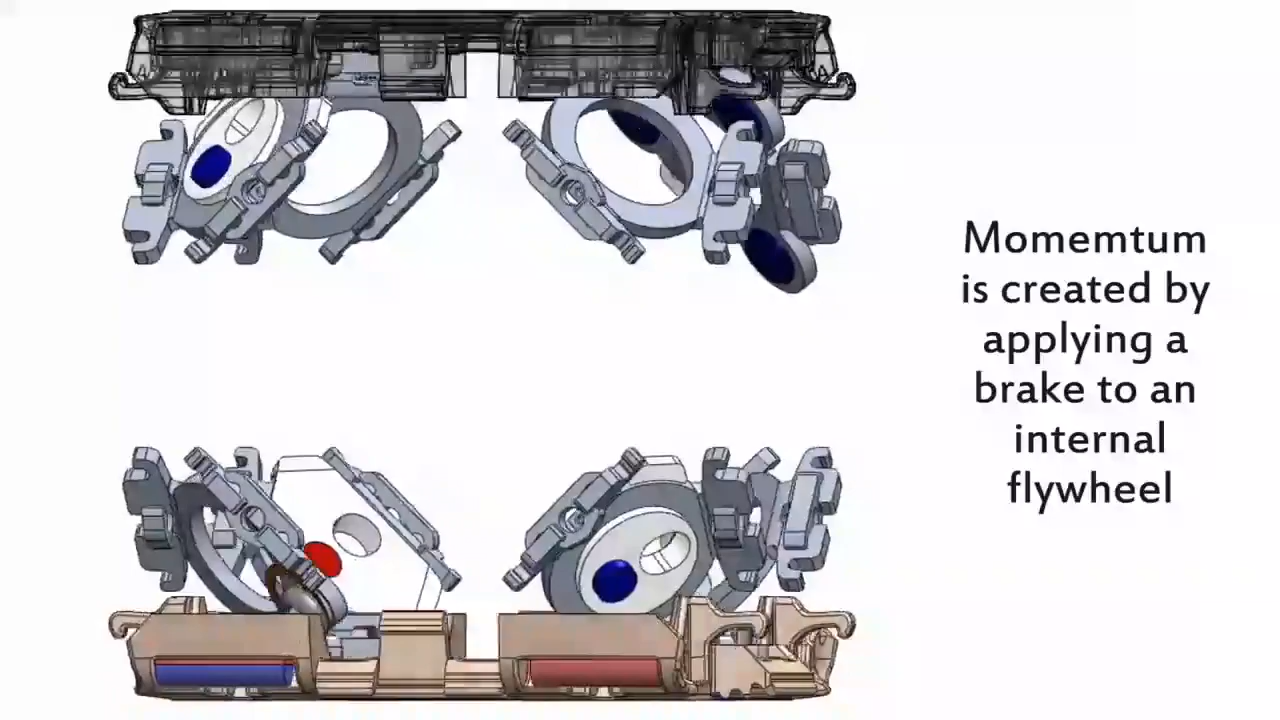 Momemtum
is created by
applying a
brake to an
internal
flywheel